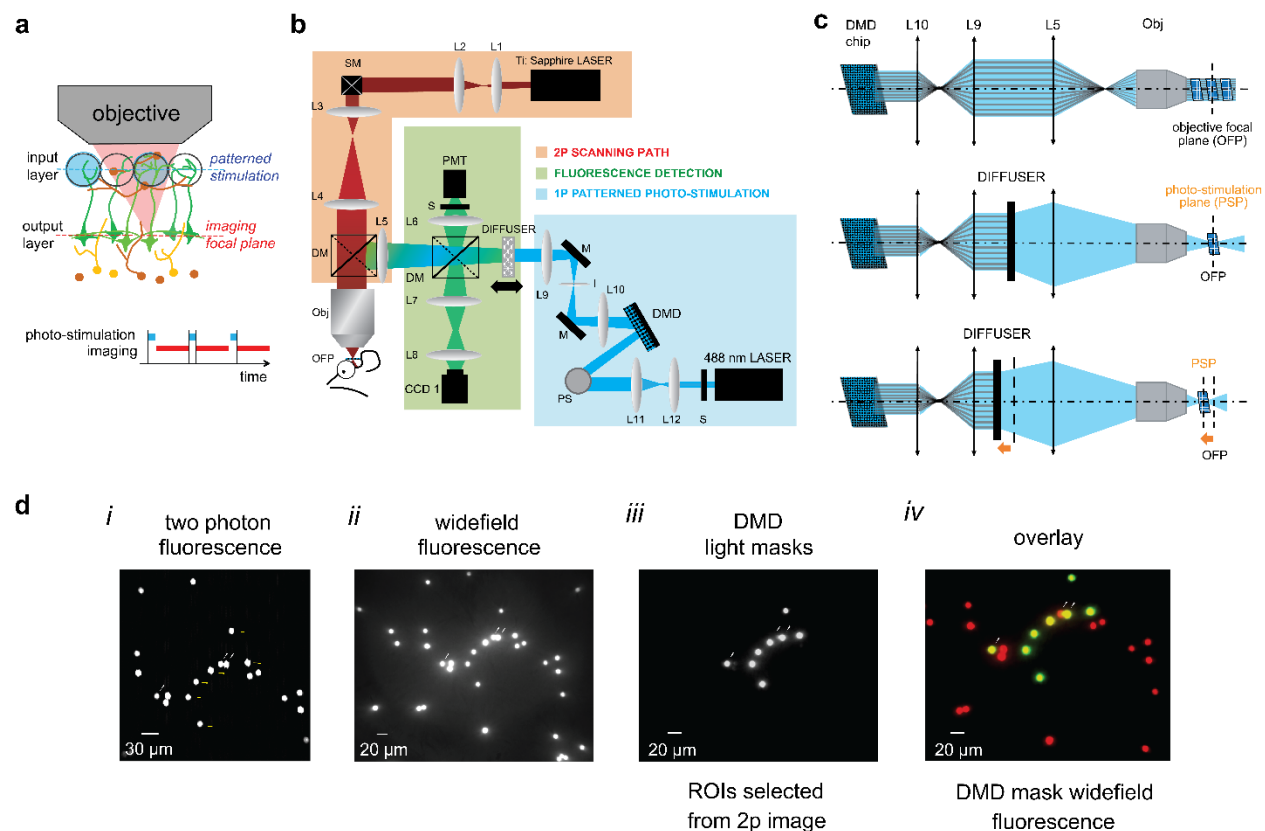 a
objective
input
layer
patterned
stimulation
output
layer
imaging
focal plane
photo-stimulation
imaging
time
b
L2
L1
SM
Ti: Sapphire LASER
L3
2P SCANNING PATH
FLUORESCENCE DETECTION
1P PATTERNED PHOTO-STIMULATION
PMT
S
L4
L5
L6
DIFFUSER
M
DM
DM
I
L9
L10
L7
M
DMD
Obj
488 nm LASER
OFP
L8
PS
CCD 1
L11
L12
S
c
DMD
chip
L10
L9
L5
Obj
objective focal
plane (OFP)
DIFFUSER
photo-stimulation
plane (PSP)
OFP
DIFFUSER
PSP
OFP
d
i
two photon
fluorescence
30 µm
ii
widefield
fluorescence
20 µm
iii
DMD
light masks
20 µm
ROIs selected
from 2p image
iv
overlay
20 µm
DMD mask widefield
fluorescence